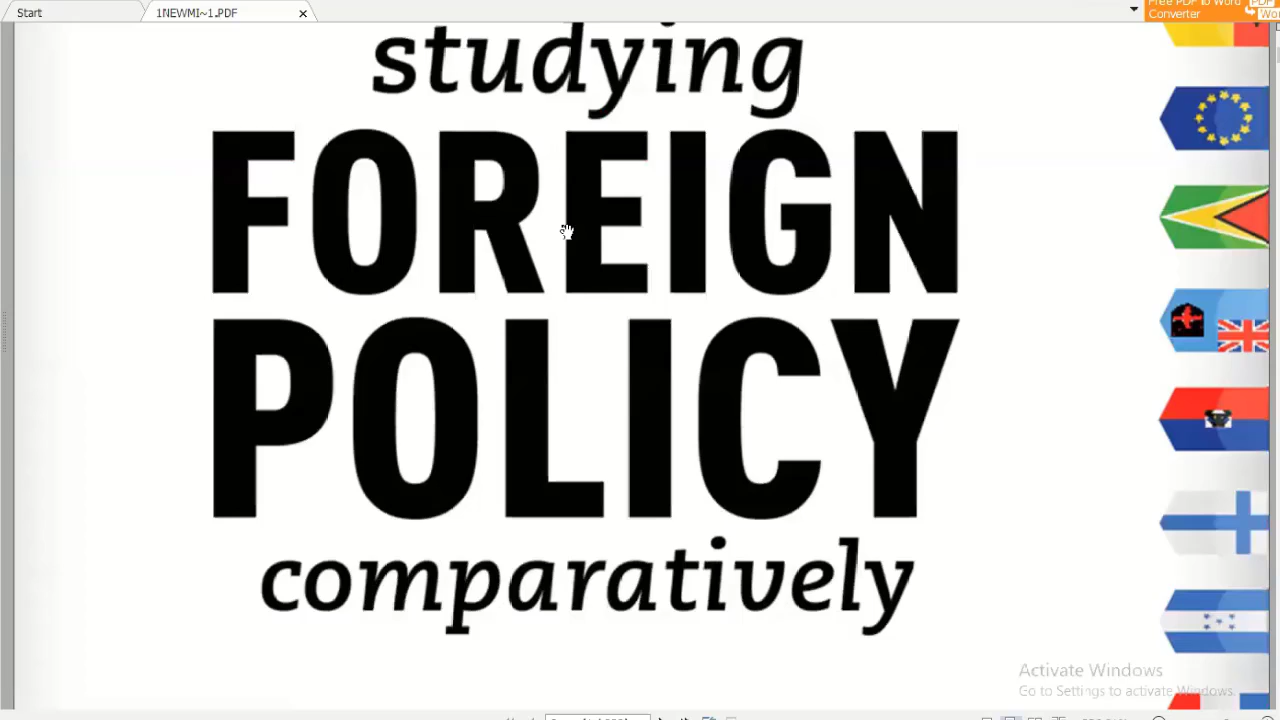 Start
1NEWMI~1.PDF
Free PDF To Word
Converter
studying
FOREIGN
POLICY
comparatively
Activate Windows
Go to Settings to activate Windows.